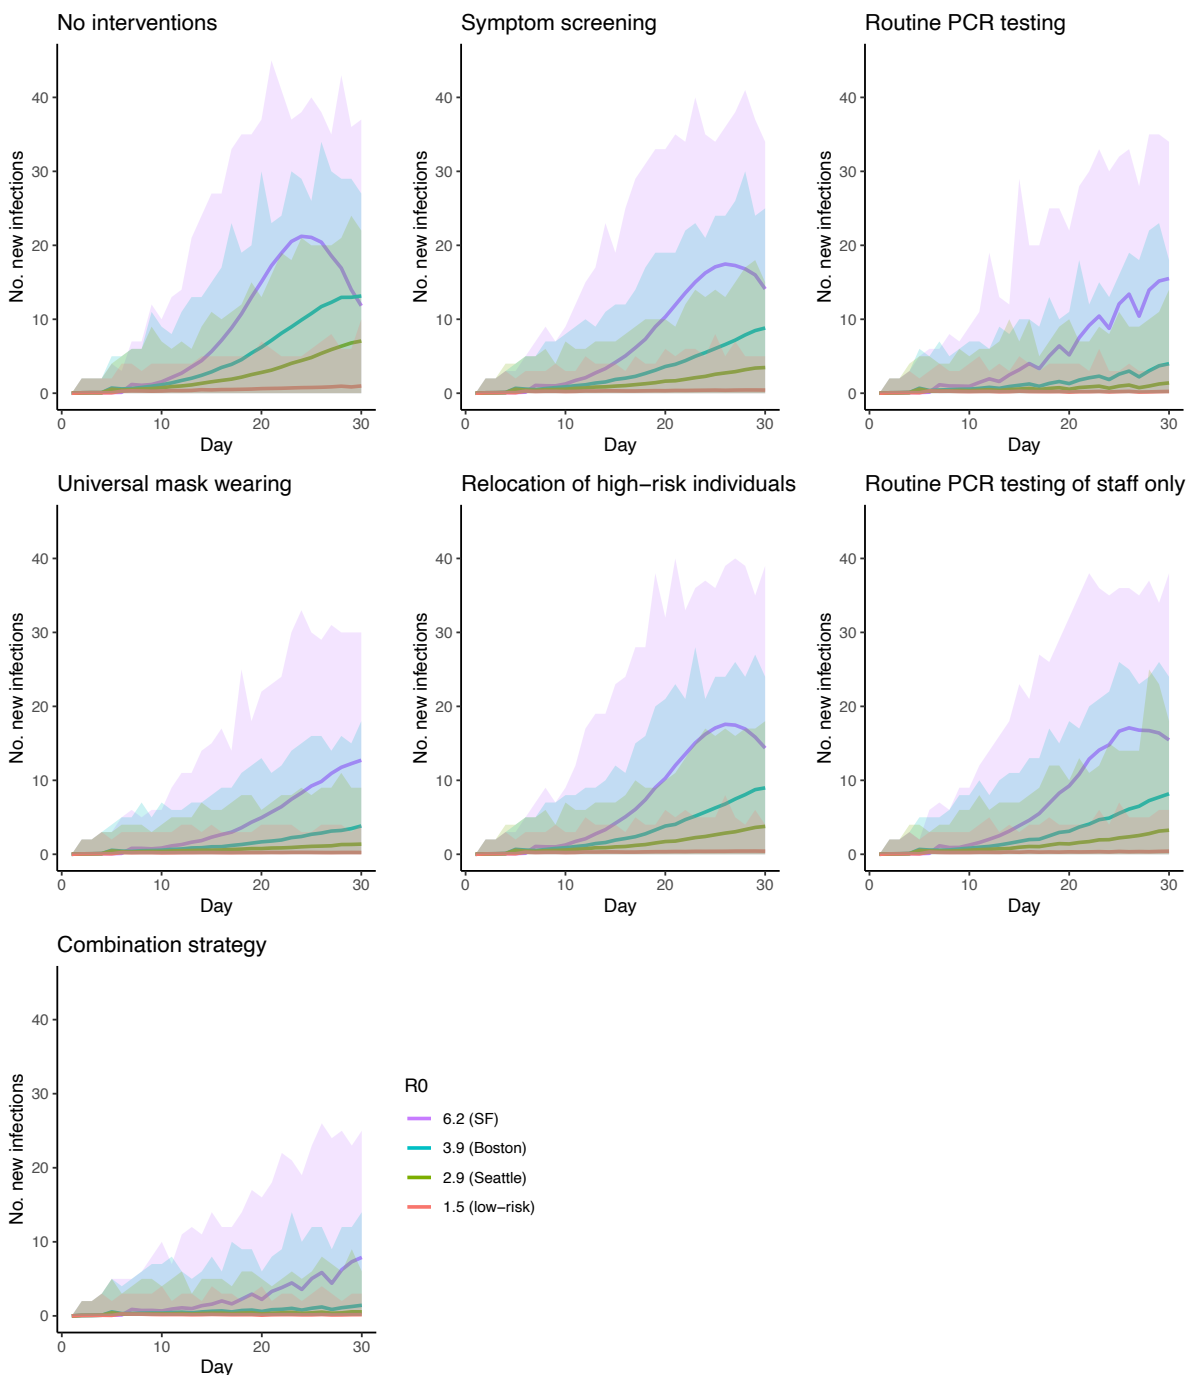 No interventions
Symptom screening
Routine PCR testing
No. new infections
40
30
20
10
0
0 10 20 30
Day
No. new infections
40
30
20
10
0
0 10 20 30
Day
No. new infections
40
30
20
10
0
0 10 20 30
Day
Universal mask wearing
Relocation of high−risk individuals
Routine PCR testing of staff only
No. new infections
40
30
20
10
0
0 10 20 30
Day
No. new infections
40
30
20
10
0
0 10 20 30
Day
No. new infections
40
30
20
10
0
0 10 20 30
Day
Combination strategy
No. new infections
40
30
20
10
0
0 10 20 30
Day
R0
6.2 (SF)
3.9 (Boston)
2.9 (Seattle)
1.5 (low−risk)